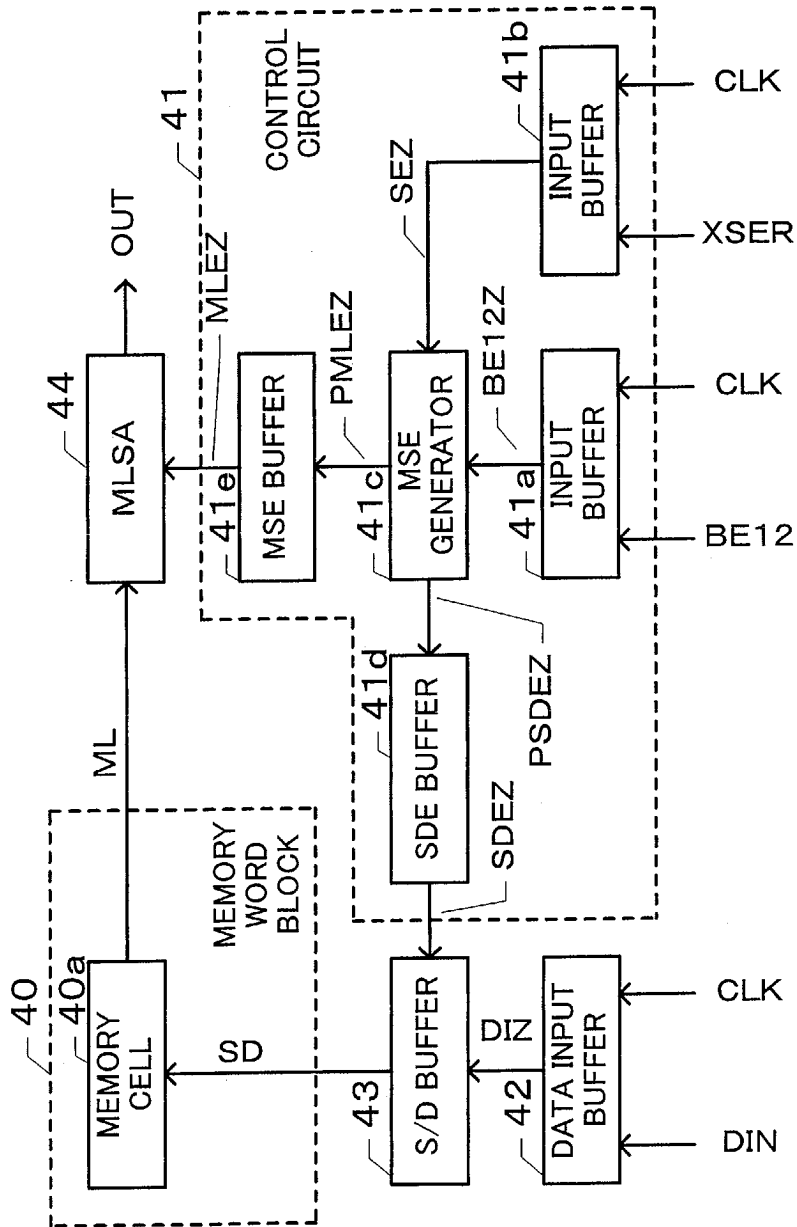 40
40a
MEMORY
CELL
MEMORY
WORD
BLOCK
ML
44
MLSA
OUT
41
CONTROL
CIRCUIT
MLEZ
41e
MSE BUFFER
PMLEZ
SEZ
SD
43
S/D BUFFER
SDEZ
41d
SDE BUFFER
PSDEZ
41c
MSE
GENERATOR
BE12Z
DIZ
42
DATA INPUT
BUFFER
41a
INPUT
BUFFER
41b
INPUT
BUFFER
DIN
CLK
BE12
CLK
XSER
CLK